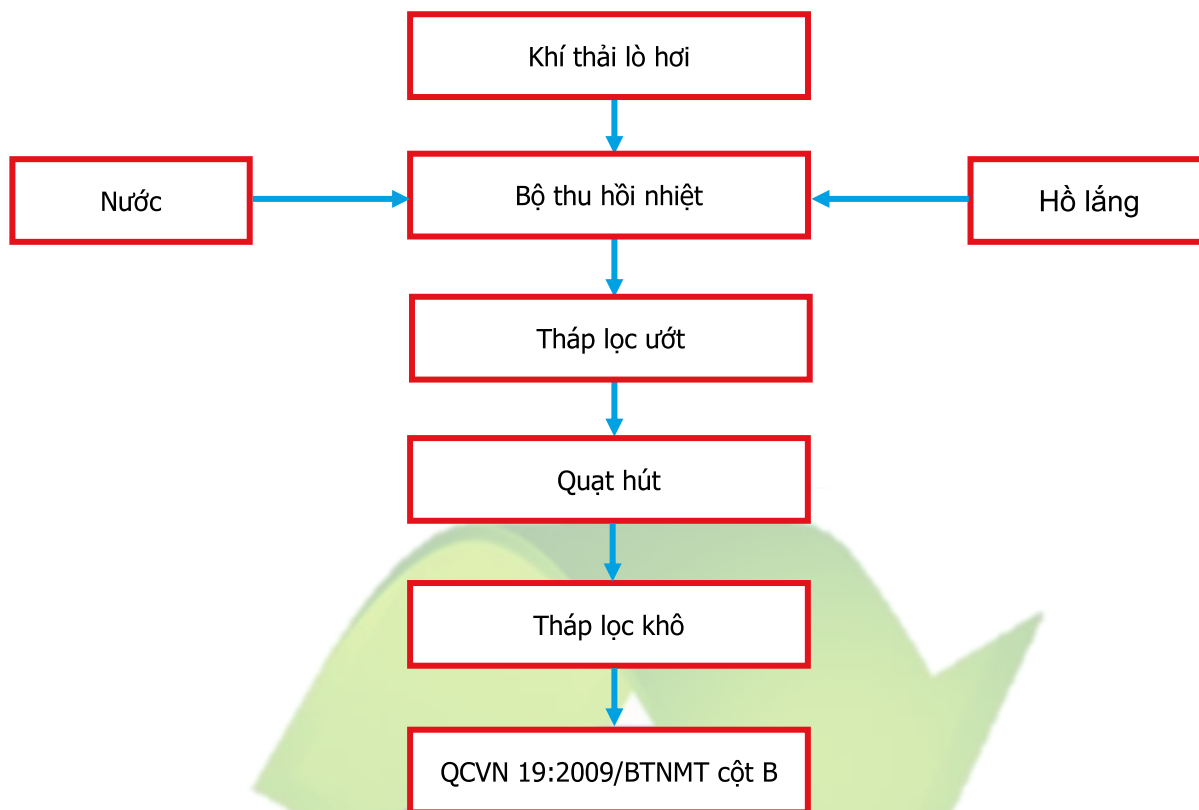 Khí thải lò hơi
Nước
Bộ thu hồi nhiệt
Hồ lắng
Tháp lọc ướt
Quạt hút
Tháp lọc khô
QCVN 19:2009/BTNMT cột B